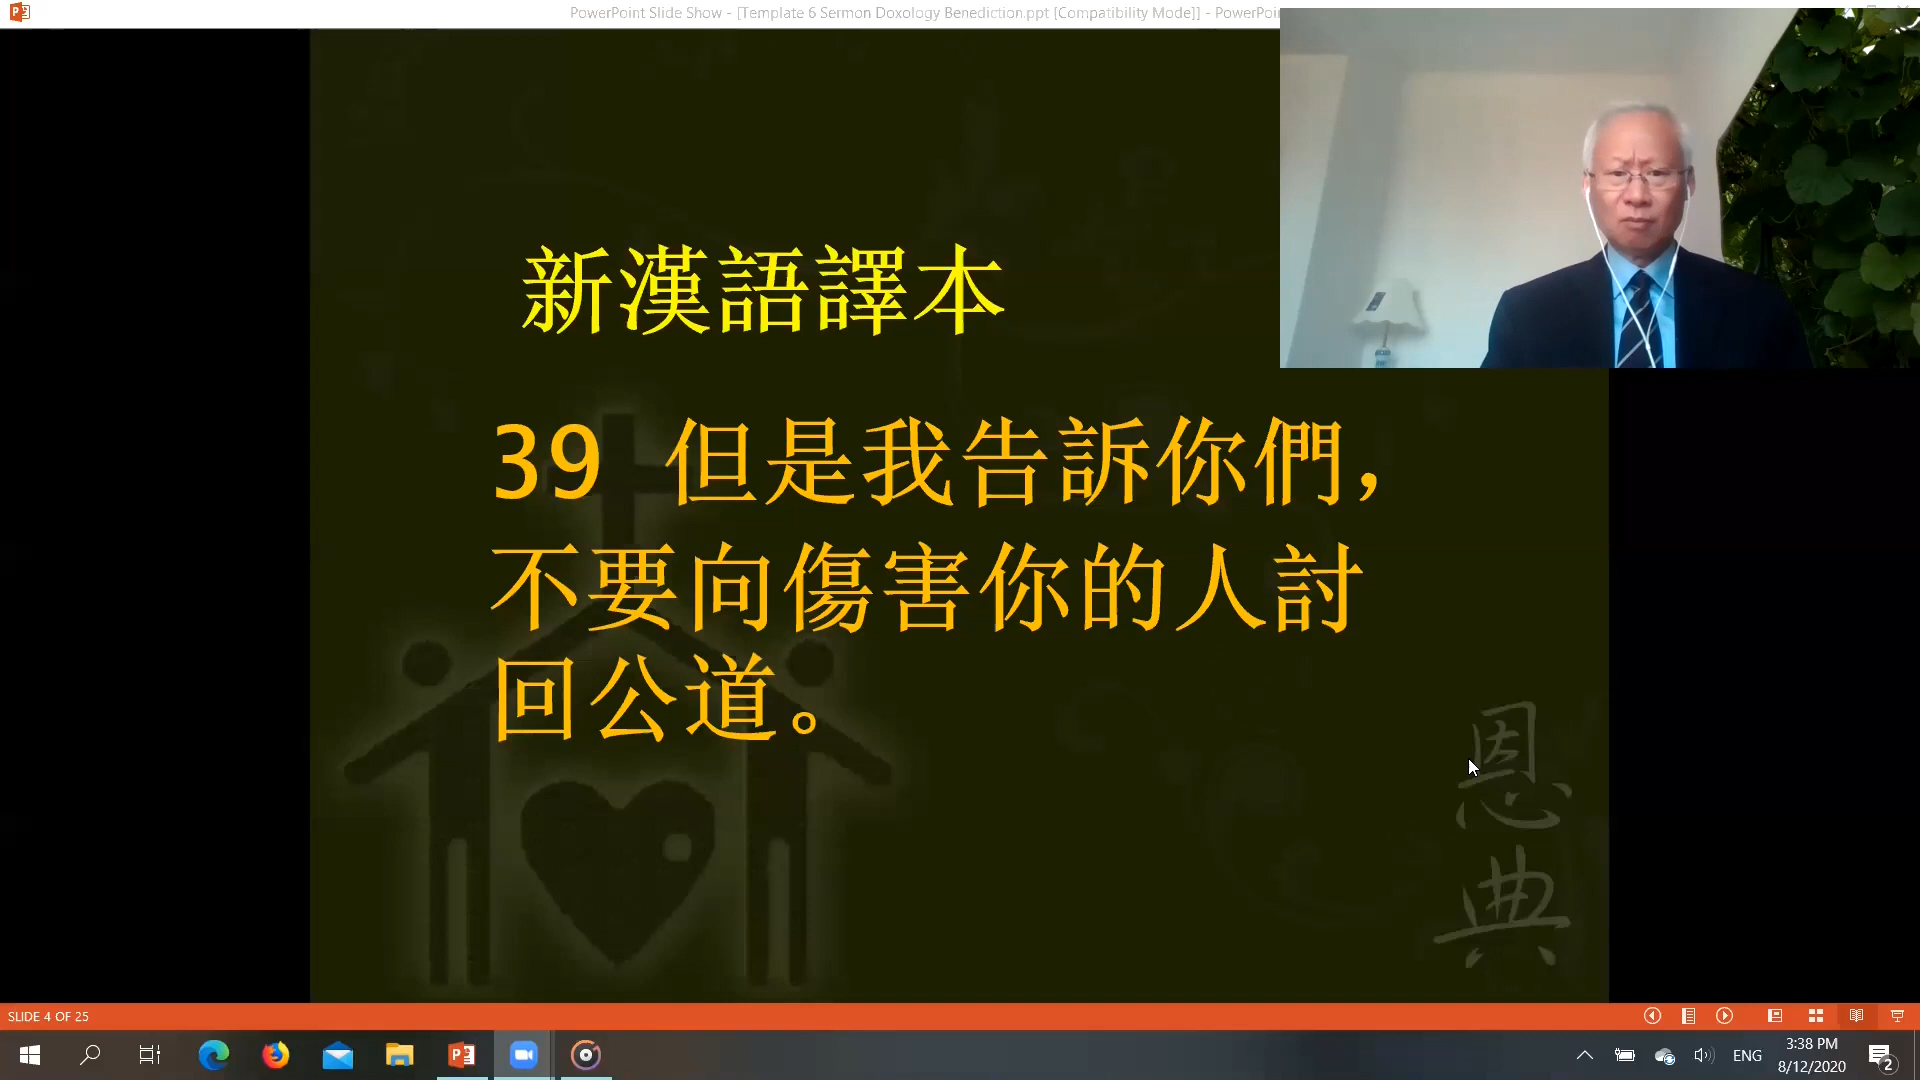 PowerPoint Slide Show - [Template 6 Sermon Doxology Benediction.ppt [Compatibility Mode]] - PowerPoi
新漢語譯本
39 但是我告訴你們，
不要向傷害你的人討
回公道。
恩
典
SLIDE 4 OF 25
ENG
3:38 PM
8/12/2020
2